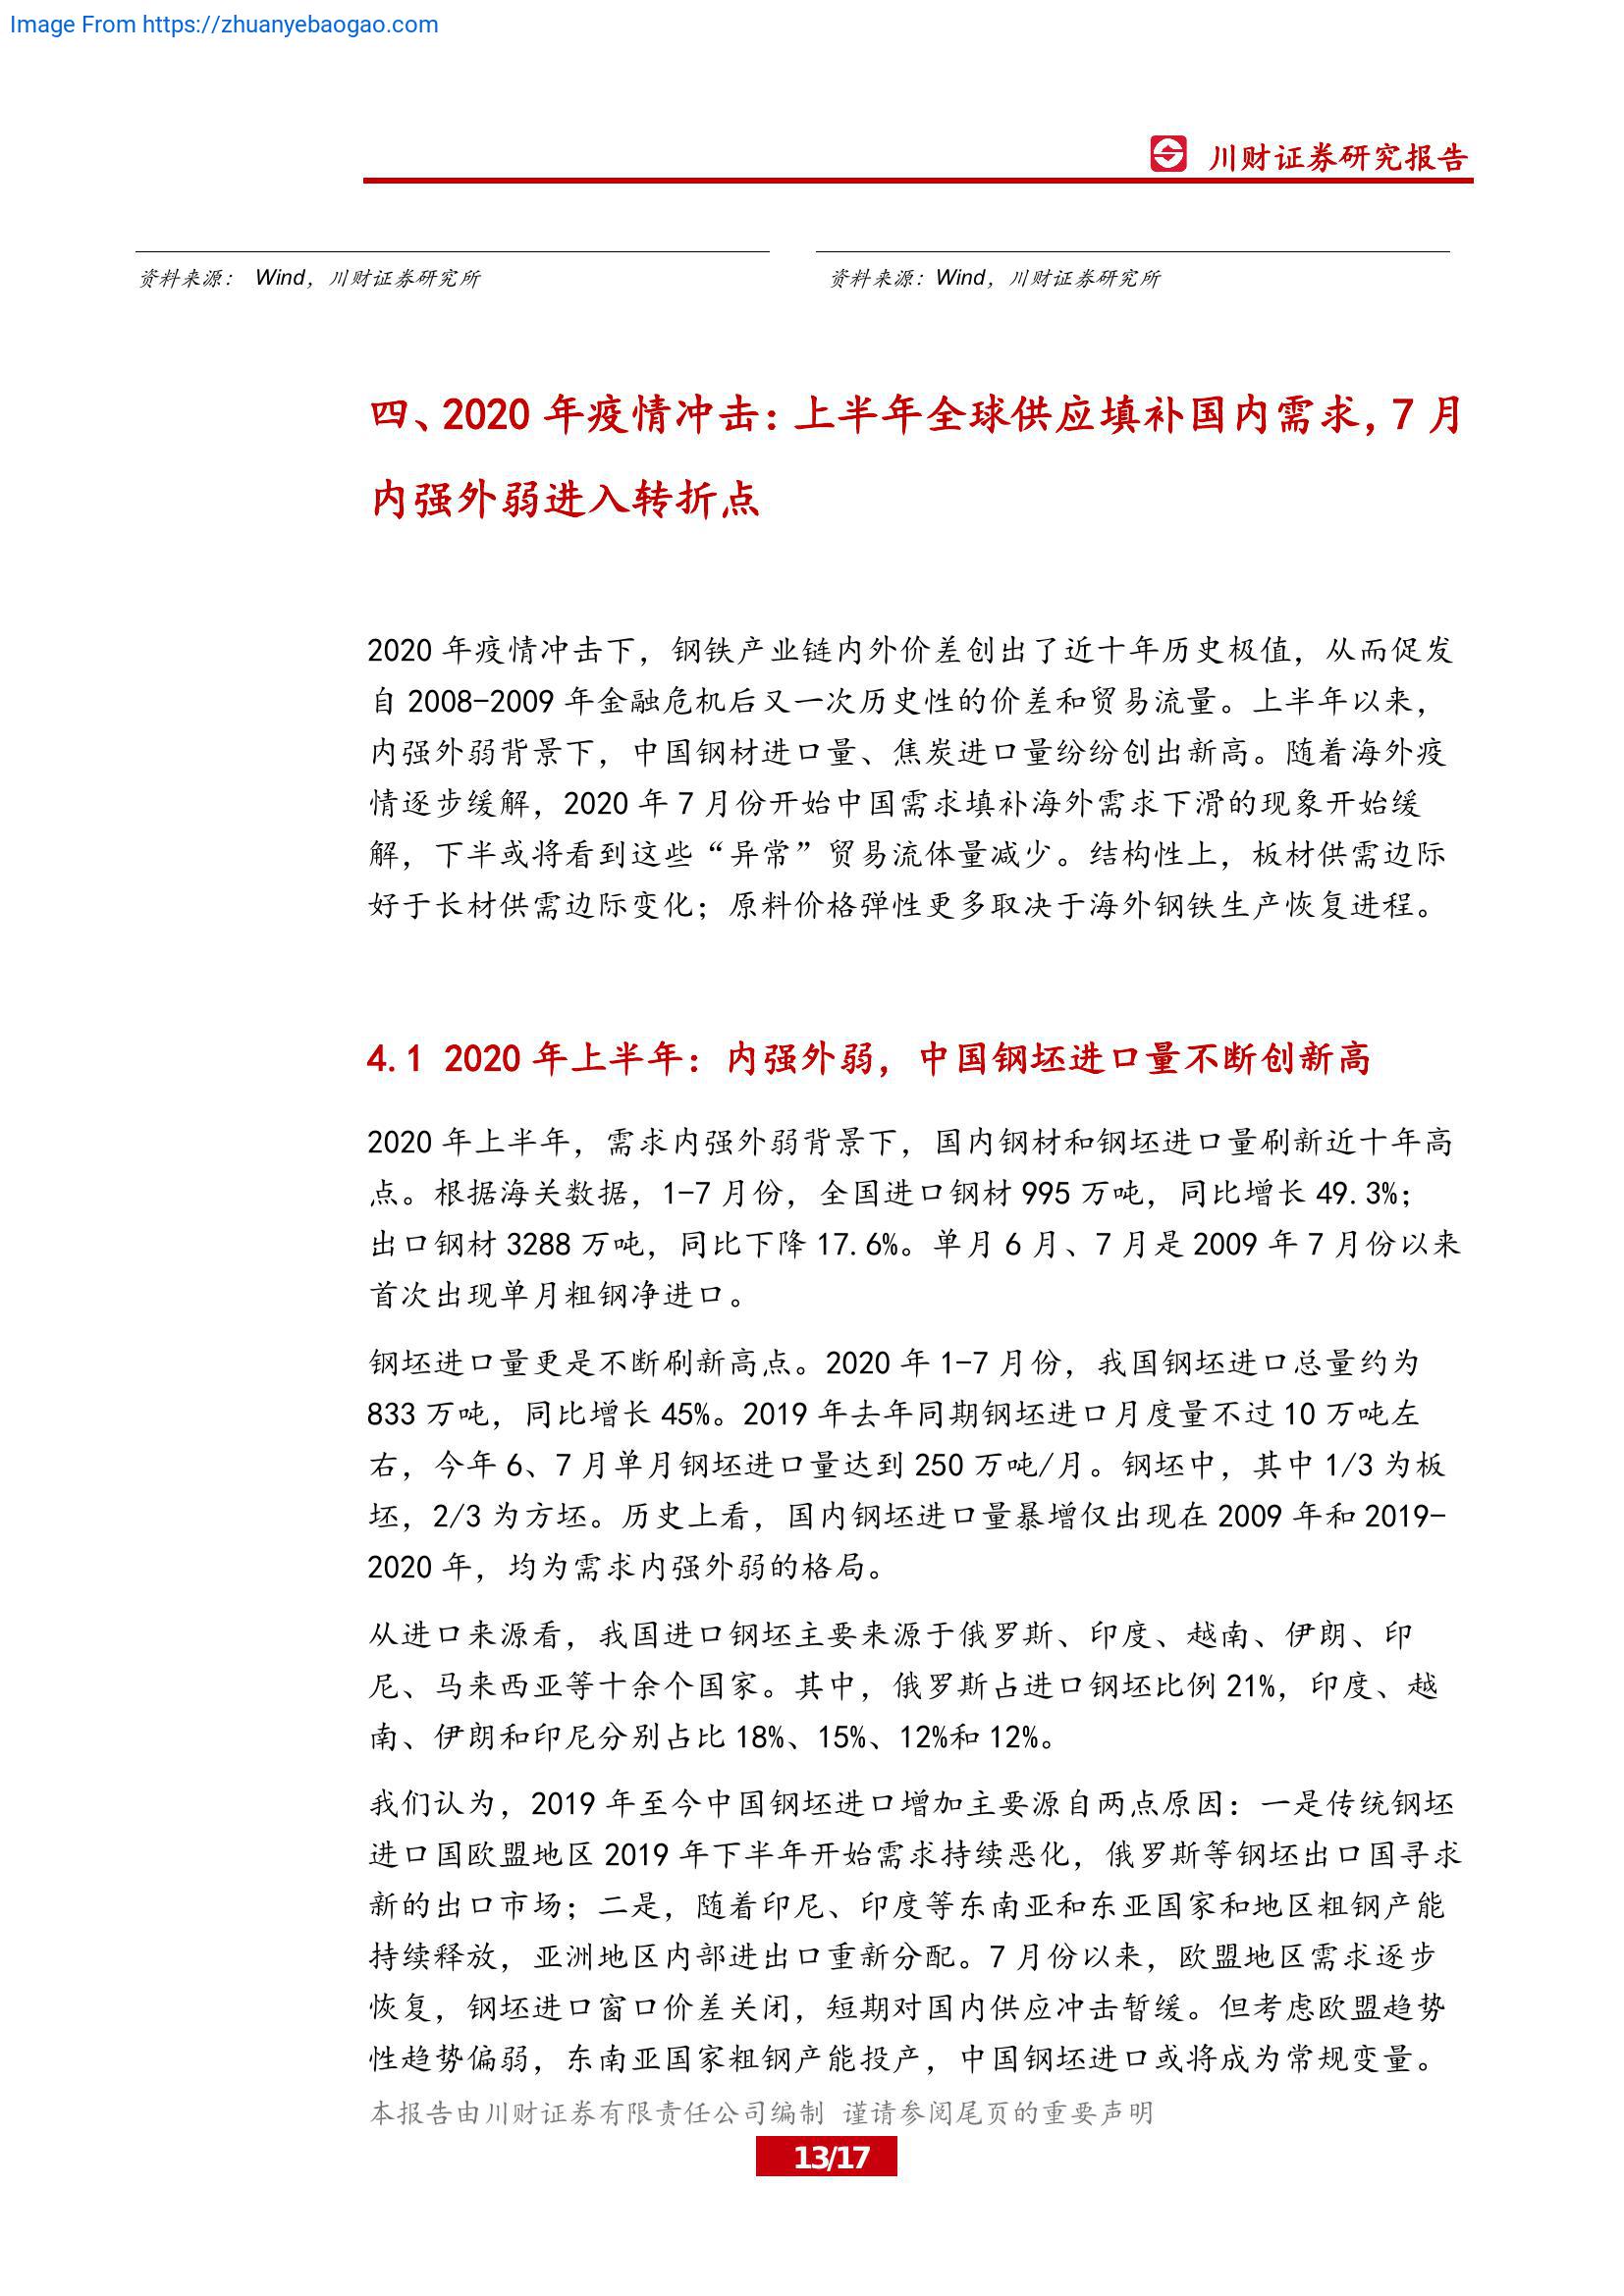 Image From https://zhuanyebaogao.com
川财证券研究报告
资料来源： Wind，川财证券研究所
资料来源：Wind，川财证券研究所
四、2020 年疫情冲击：上半年全球供应填补国内需求，7 月
内强外弱进入转折点
2020 年疫情冲击下，钢铁产业链内外价差创出了近十年历史极值，从而促发
自 2008-2009 年金融危机后又一次历史性的价差和贸易流量。上半年以来，
内强外弱背景下，中国钢材进口量、焦炭进口量纷纷创出新高。随着海外疫
情逐步缓解，2020 年 7 月份开始中国需求填补海外需求下滑的现象开始缓
解，下半或将看到这些“异常”贸易流体量减少。结构性上，板材供需边际
好于长材供需边际变化；原料价格弹性更多取决于海外钢铁生产恢复进程。
4.1 2020 年上半年：内强外弱，中国钢坯进口量不断创新高
2020 年上半年，需求内强外弱背景下，国内钢材和钢坯进口量刷新近十年高
点。根据海关数据，1-7 月份，全国进口钢材 995 万吨，同比增长 49.3%；
出口钢材 3288 万吨，同比下降 17.6%。单月 6 月、7 月是 2009 年 7 月份以来
首次出现单月粗钢净进口。
钢坯进口量更是不断刷新高点。2020 年 1-7 月份，我国钢坯进口总量约为
833 万吨，同比增长 45%。2019 年去年同期钢坯进口月度量不过 10 万吨左
右，今年 6、7 月单月钢坯进口量达到 250 万吨/月。钢坯中，其中 1/3 为板
坯，2/3 为方坯。历史上看，国内钢坯进口量暴增仅出现在 2009 年和 2019-
2020 年，均为需求内强外弱的格局。
从进口来源看，我国进口钢坯主要来源于俄罗斯、印度、越南、伊朗、印
尼、马来西亚等十余个国家。其中，俄罗斯占进口钢坯比例 21%，印度、越
南、伊朗和印尼分别占比 18%、15%、12%和 12%。
我们认为，2019 年至今中国钢坯进口增加主要源自两点原因：一是传统钢坯
进口国欧盟地区 2019 年下半年开始需求持续恶化，俄罗斯等钢坯出口国寻求
新的出口市场；二是，随着印尼、印度等东南亚和东亚国家和地区粗钢产能
持续释放，亚洲地区内部进出口重新分配。7 月份以来，欧盟地区需求逐步
恢复，钢坯进口窗口价差关闭，短期对国内供应冲击暂缓。但考虑欧盟趋势
性趋势偏弱，东南亚国家粗钢产能投产，中国钢坯进口或将成为常规变量。
本报告由川财证券有限责任公司编制 谨请参阅尾页的重要声明
13/17